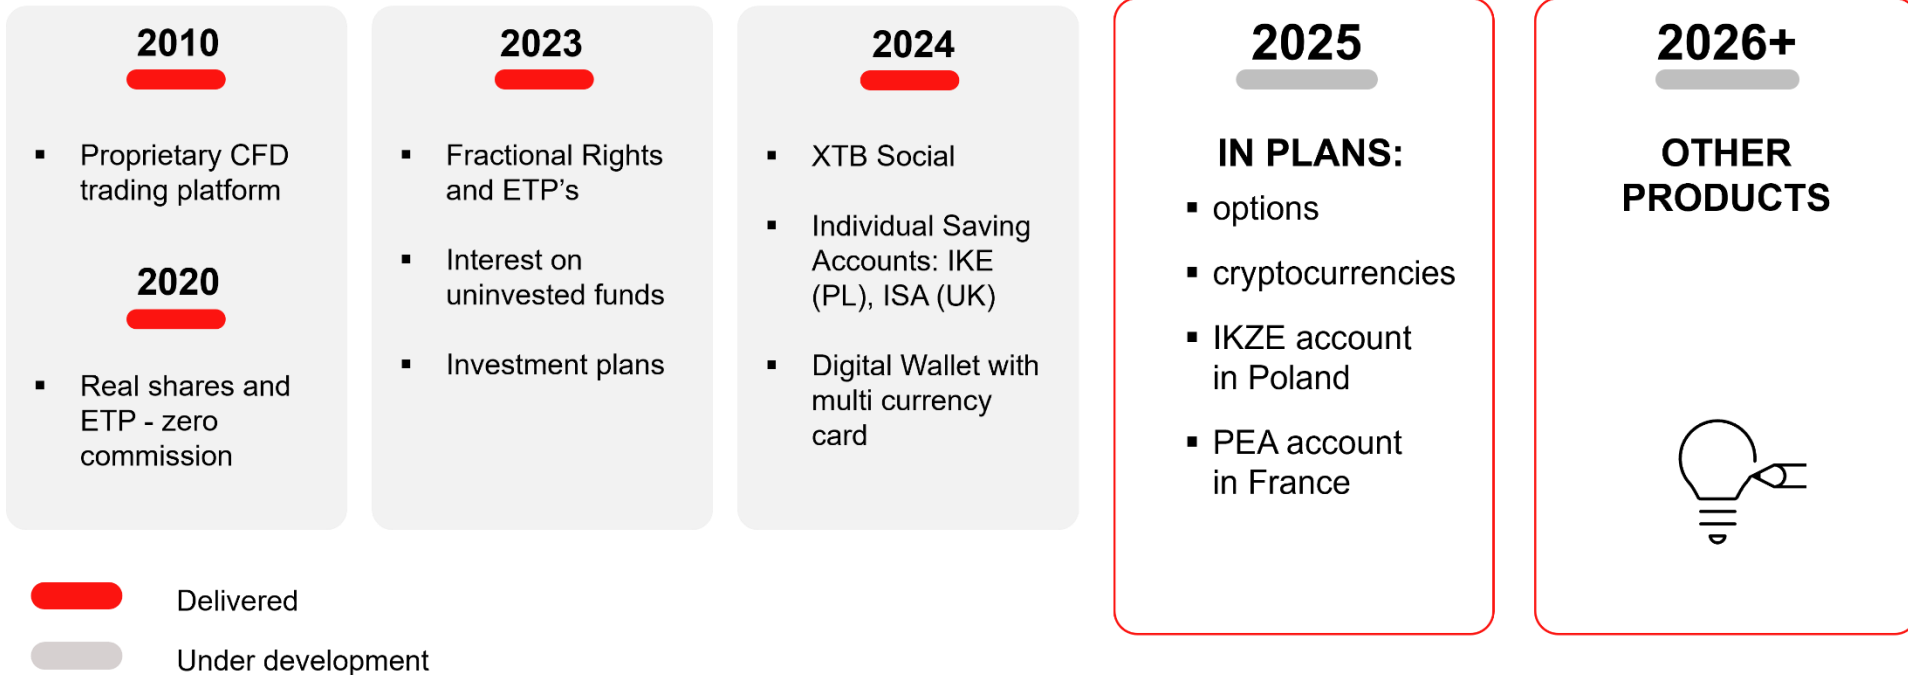 2010
▪ Proprietary CFD
trading platform
2020
▪ Real shares and
ETP - zero
commission
2023
▪ Fractional Rights
and ETP's
▪ Interest on
uninvested funds
▪ Investment plans
2024
▪ XTB Social
▪ Individual Saving
Accounts: IKE
(PL), ISA (UK)
▪ Digital Wallet with
multi currency
card
2025
IN PLANS:
▪ options
▪ cryptocurrencies
▪ IKZE account
in Poland
▪ PEA account
in France
2026+
OTHER
PRODUCTS
Delivered
Under development